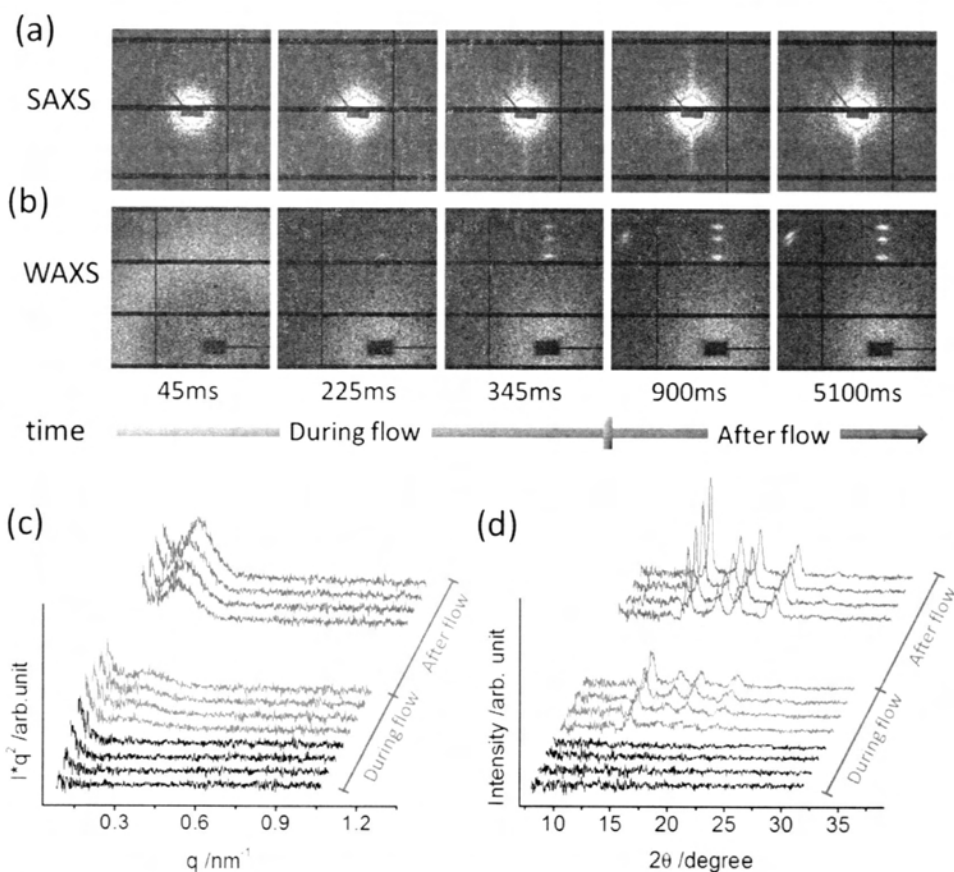 (a)
SAXS
(b)
WAXS
45ms 225ms 345ms 900ms 5100ms
time During flow After flow
(c)
I*q² /arb. unit
After flow
During flow
0.3 0.6 0.9 1.2
q /nm⁻¹
(d)
Intensity /arb. unit
After flow
During flow
10 15 20 25 30 35
2θ /degree